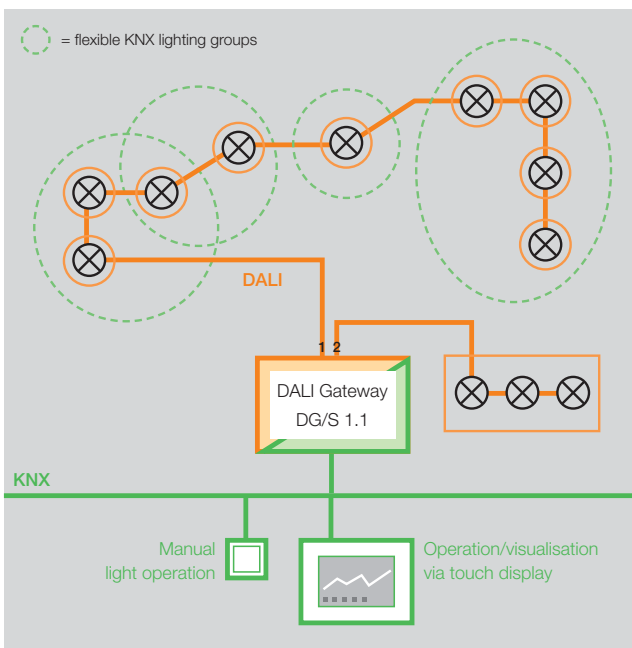 = flexible KNX lighting groups
DALI
1 2
DALI Gateway
DG/S 1.1
KNX
Manual
light operation
Operation/visualisation
via touch display